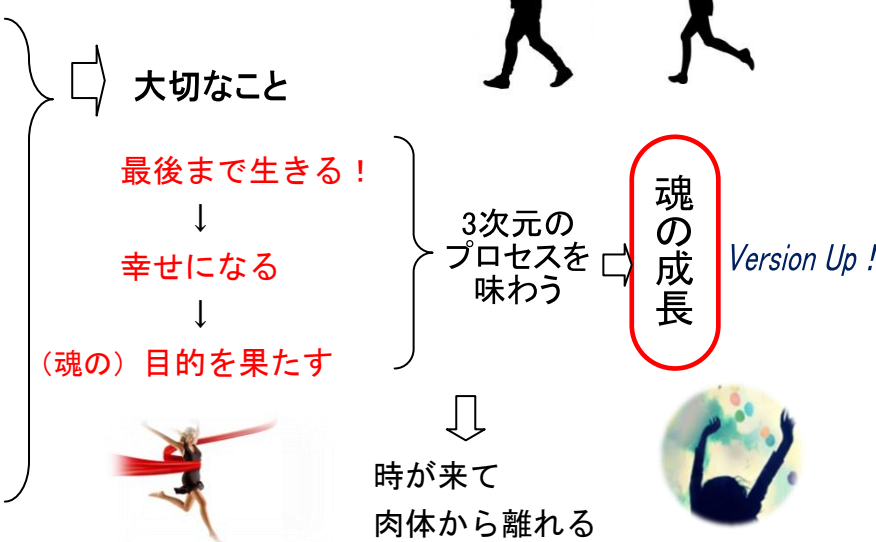 大切なこと
最後まで生きる！
↓
幸せになる
↓
（魂の）目的を果たす
3次元の
プロセスを
味わう
魂の成長
Version Up !
時が来て
肉体から離れる